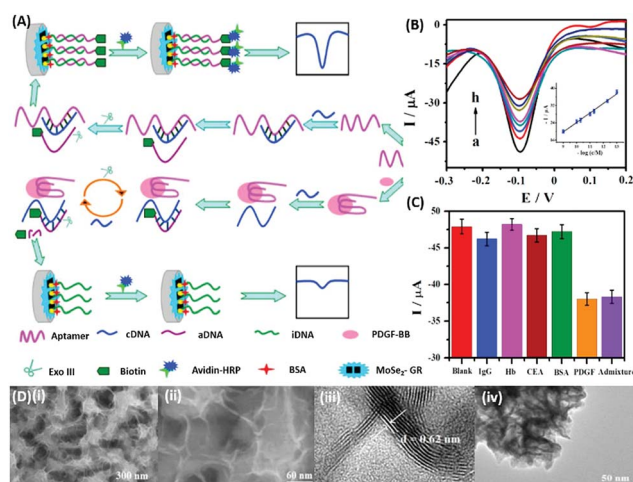 (A)
Aptamer cDNA aDNA iDNA PDGF-BB
Exo III Biotin Avidin-HRP BSA MoSe₂- GR
(B)
I / μA
0
-15
-30
-45
h
a
-0.3 -0.2 -0.1 0.0 0.1 0.2
E / V
- I / μA
- log (c/M)
(C)
I / μA
-50
-45
-40
-35
-30
Blank IgG Hb CEA BSA PDGF Admixture
(D)(i)
300 nm
(ii)
60 nm
(iii)
d = 0.62 nm
(iv)
50 nm